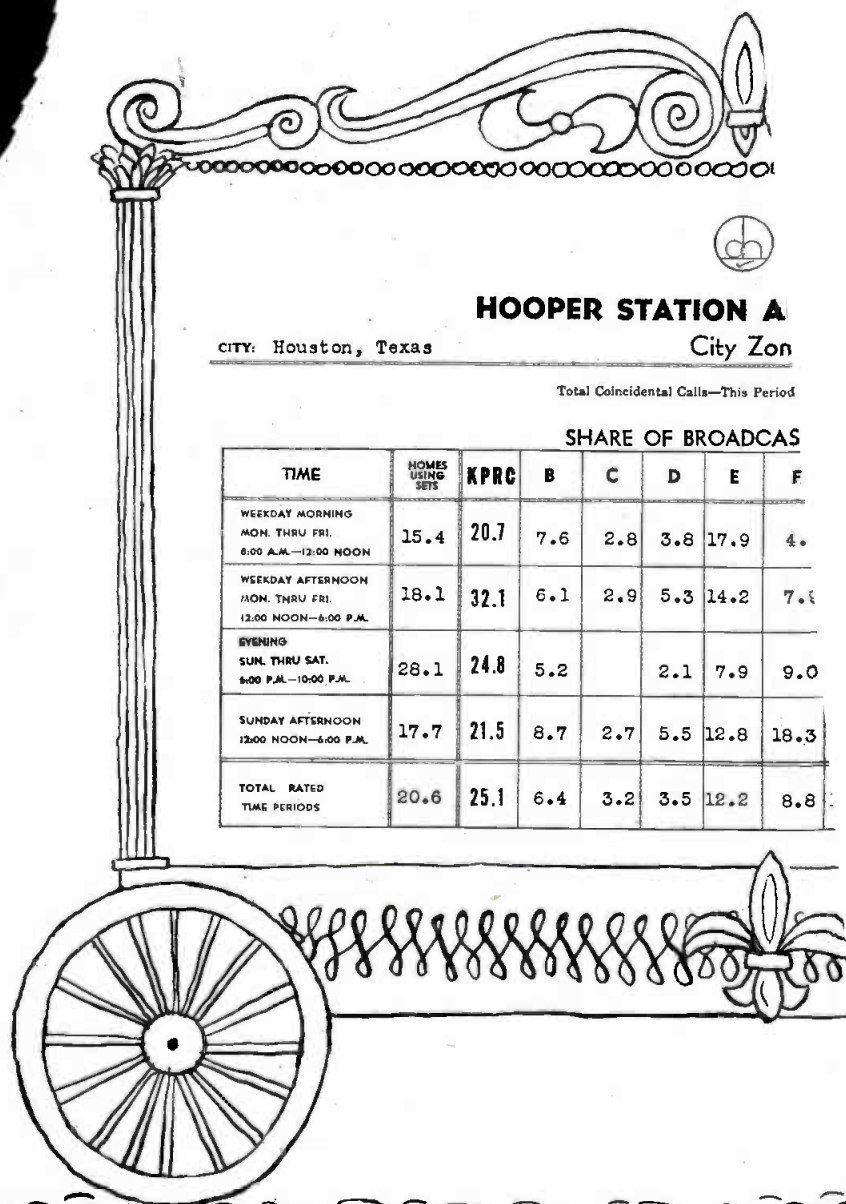 HOOPER STATION A
CITY: Houston, Texas City Zon
Total Coincidental Calls—This Period
SHARE OF BROADCAS
TIME HOMES USING SETS KPRC B C D E F
WEEKDAY MORNING
MON. THRU FRI.
8:00 A.M.—12:00 NOON
15.4 20.7 7.6 2.8 3.8 17.9 4.
WEEKDAY AFTERNOON
MON. THRU FRI.
12:00 NOON—6:00 P.M.
18.1 32.1 6.1 2.9 5.3 14.2 7.
EVENING
SUN. THRU SAT.
6:00 P.M.—10:00 P.M.
28.1 24.8 5.2 2.1 7.9 9.0
SUNDAY AFTERNOON
12:00 NOON—6:00 P.M.
17.7 21.5 8.7 2.7 5.5 12.8 18.3
TOTAL RATED
TIME PERIODS
20.6 25.1 6.4 3.2 3.5 12.2 8.8